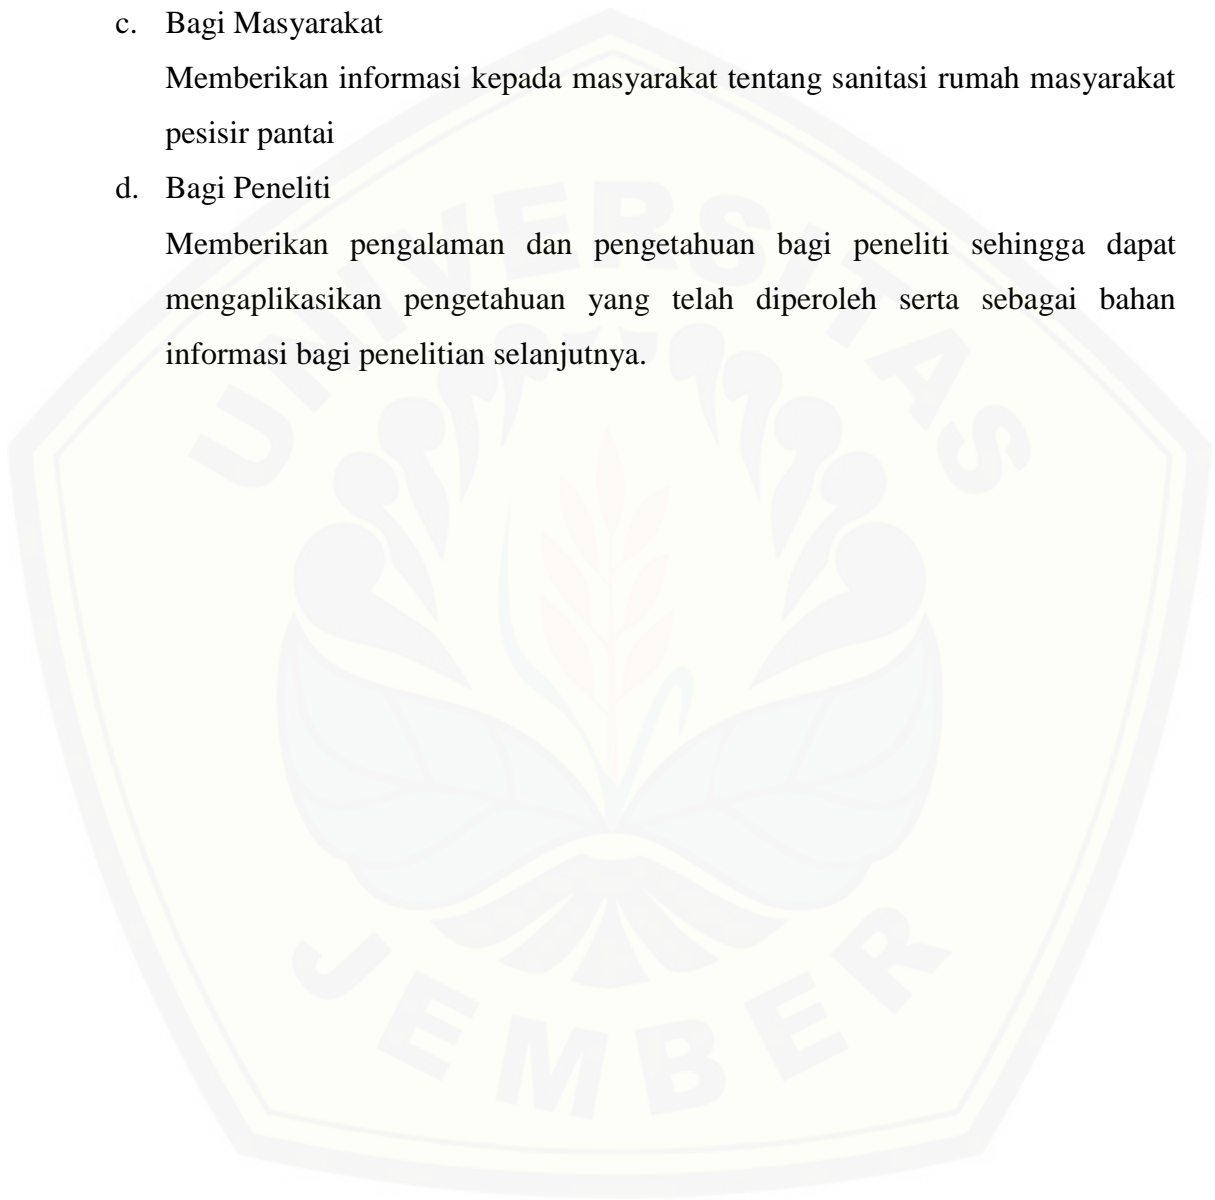 c. Bagi Masyarakat
Memberikan informasi kepada masyarakat tentang sanitasi rumah masyarakat
pesisir pantai
d. Bagi Peneliti
Memberikan pengalaman dan pengetahuan bagi peneliti sehingga dapat
mengaplikasikan pengetahuan yang telah diperoleh serta sebagai bahan
informasi bagi penelitian selanjutnya.
UNIVERSITAS
JEMBER